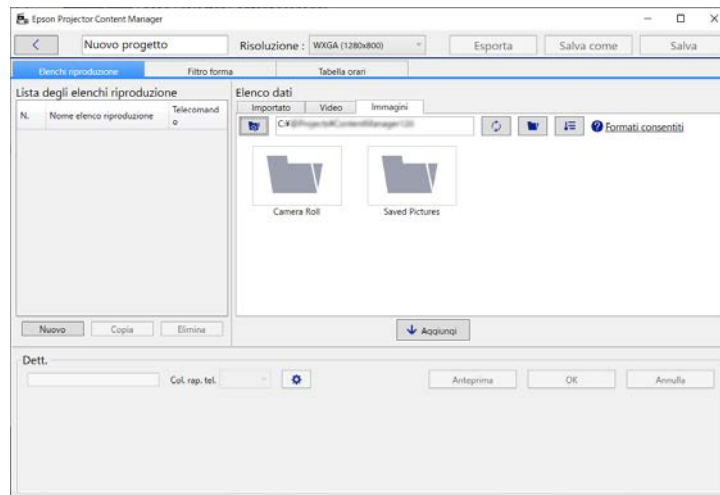 Epson Projector Content Manager
Nuovo progetto Risoluzione : WXGA (1280x800) Esporta Salva come Salva
Elenchi riproduzione Filtro forma Tabella orari
Lista degli elenchi riproduzione
N. Nome elenco riproduzione Telecomand
o
Elenco dati
Importato Video Immagini
Formati consentiti
Camera Roll Saved Pictures
Nuovo Copia Elimina
Aggiungi
Dett.
Col. rap. tel. Anteprima OK Annulla